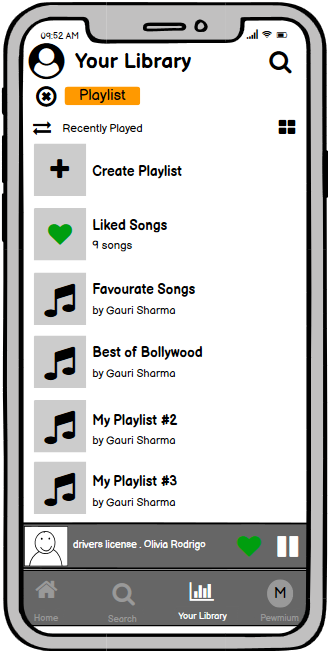 09:52 AM
Your Library
Playlist
Recently Played
Create Playlist
Liked Songs
9 songs
Favourate Songs
by Gauri Sharma
Best of Bollywood
by Gauri Sharma
My Playlist #2
by Gauri Sharma
My Playlist #3
by Gauri Sharma
drivers license . Olivia Rodrigo
M
Home
Search
Your Library
Pewmium